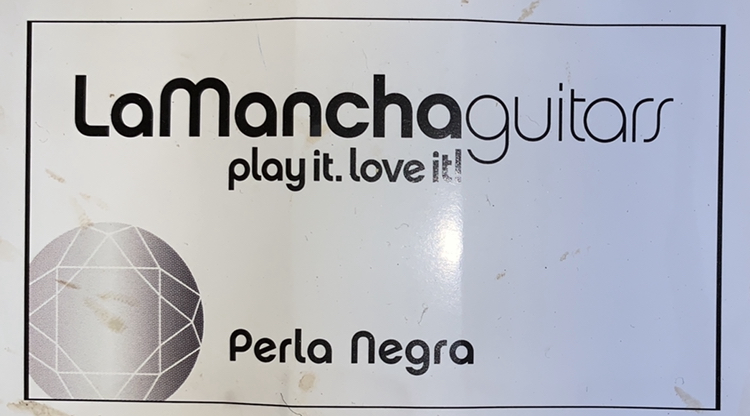 LaManchaguitars
play it. love it!
Perla Negra